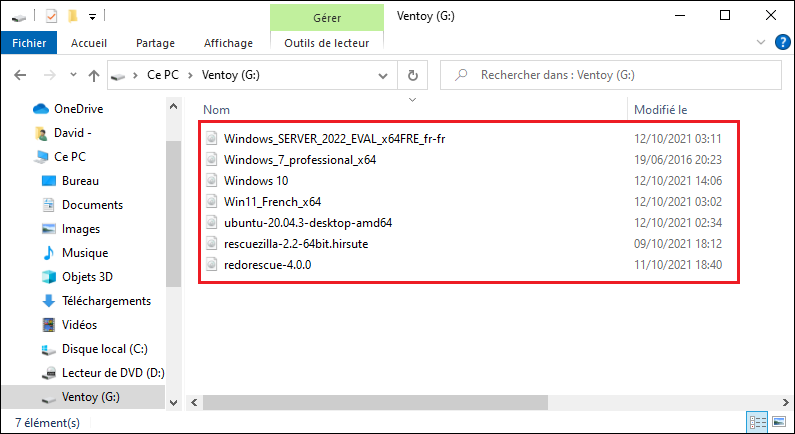 Gérer
Ventoy (G:)
Fichier
Accueil
Partage
Affichage
Outils de lecteur
Ce PC > Ventoy (G:)
Rechercher dans : Ventoy (G:)
OneDrive
David -
Ce PC
Bureau
Documents
Images
Musique
Objets 3D
Téléchargements
Vidéos
Disque local (C:)
Lecteur de DVD (D:)
Ventoy (G:)
Nom Modifié le
Windows_SERVER_2022_EVAL_x64FRE_fr-fr 12/10/2021 03:11
Windows_7_professional_x64 19/06/2016 20:23
Windows 10 12/10/2021 14:06
Win11_French_x64 12/10/2021 03:02
ubuntu-20.04.3-desktop-amd64 12/10/2021 02:34
rescuezilla-2.2-64bit.hirsute 09/10/2021 18:12
redorescue-4.0.0 11/10/2021 18:40
7 élément(s)